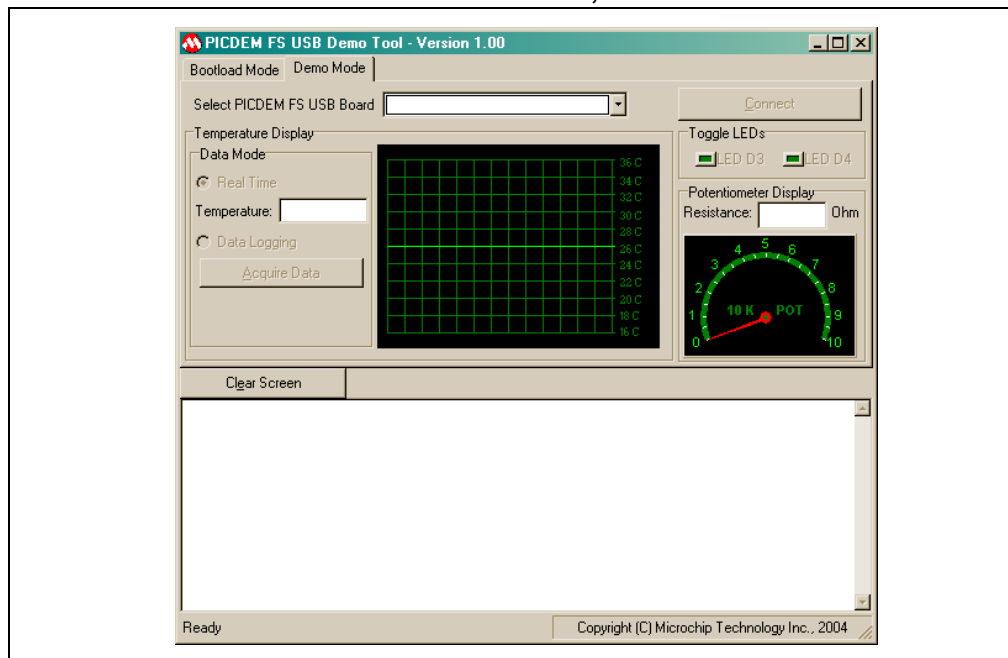 PICDEM FS USB Demo Tool - Version 1.00
Bootload Mode Demo Mode
Select PICDEM FS USB Board
Connect
Temperature Display
Data Mode
Real Time
Temperature:
Data Logging
Acquire Data
36 C
34 C
32 C
30 C
28 C
26 C
24 C
22 C
20 C
18 C
16 C
Toggle LEDs
LED D3 LED D4
Potentiometer Display
Resistance: Ohm
0 1 2 3 4 5 6 7 8 9 10
10 K POT
Clear Screen
Ready
Copyright (C) Microchip Technology Inc., 2004